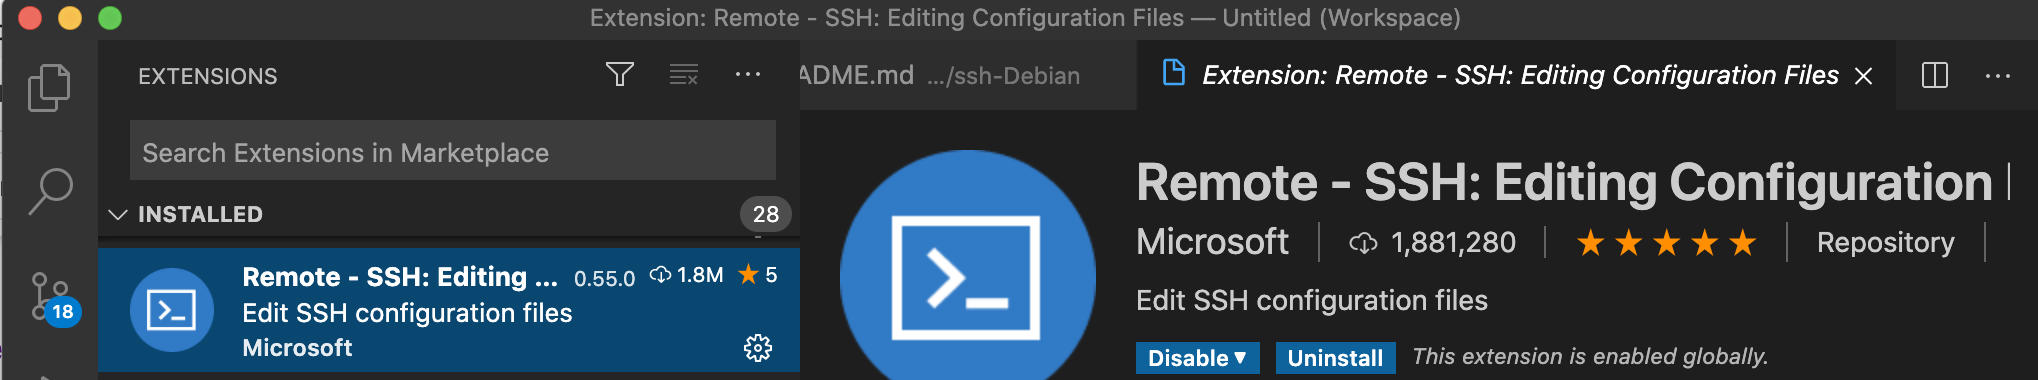 Extension: Remote - SSH: Editing Configuration Files — Untitled (Workspace)
EXTENSIONS
Search Extensions in Marketplace
INSTALLED 28
Remote - SSH: Editing ... 0.55.0 1.8M ★ 5
Edit SSH configuration files
Microsoft
18
ADME.md .../ssh-Debian
Extension: Remote - SSH: Editing Configuration Files
Remote - SSH: Editing Configuration
Microsoft | 1,881,280 | ★★★★★ | Repository |
Edit SSH configuration files
Disable ▾ Uninstall This extension is enabled globally.